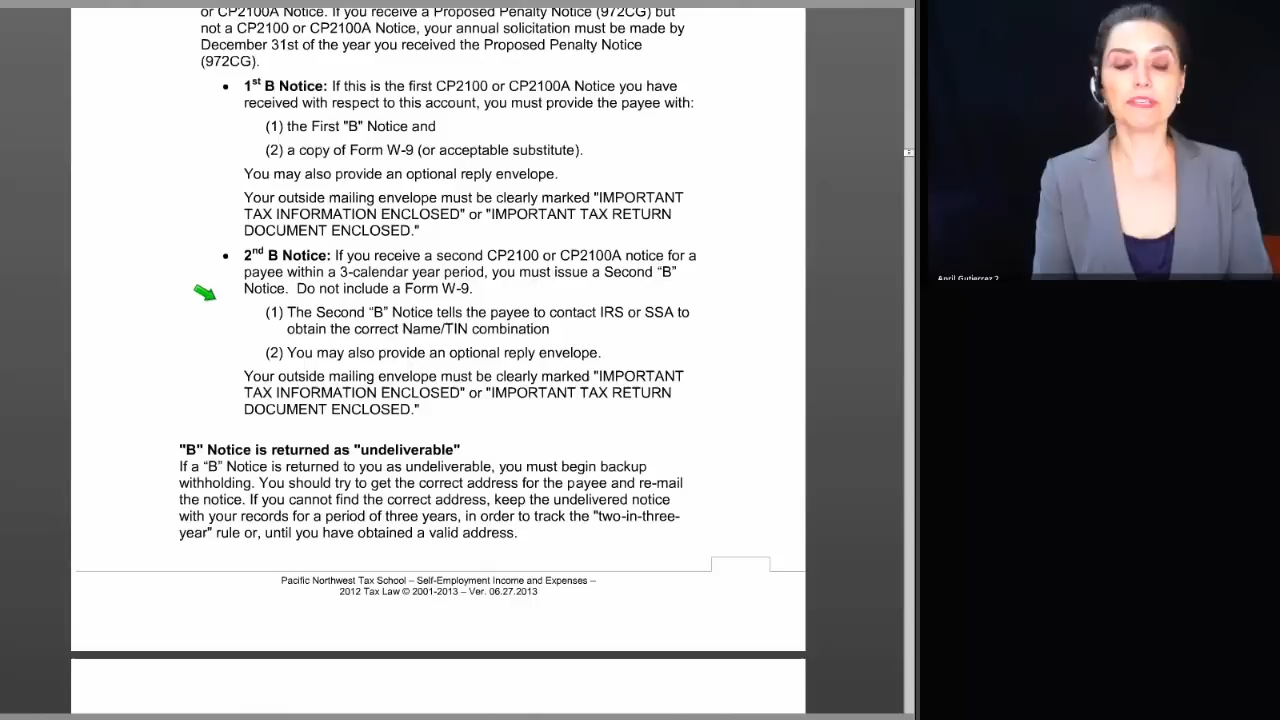 or CP2100A Notice. If you receive a Proposed Penalty Notice (972CG) but
not a CP2100 or CP2100A Notice, your annual solicitation must be made by
December 31st of the year you received the Proposed Penalty Notice
(972CG).
• 1st B Notice: If this is the first CP2100 or CP2100A Notice you have
received with respect to this account, you must provide the payee with:
(1) the First "B" Notice and
(2) a copy of Form W-9 (or acceptable substitute).
You may also provide an optional reply envelope.
Your outside mailing envelope must be clearly marked "IMPORTANT
TAX INFORMATION ENCLOSED" or "IMPORTANT TAX RETURN
DOCUMENT ENCLOSED."
• 2nd B Notice: If you receive a second CP2100 or CP2100A notice for a
payee within a 3-calendar year period, you must issue a Second “B”
Notice.  Do not include a Form W-9.
(1) The Second “B” Notice tells the payee to contact IRS or SSA to
obtain the correct Name/TIN combination
(2) You may also provide an optional reply envelope.
Your outside mailing envelope must be clearly marked "IMPORTANT
TAX INFORMATION ENCLOSED" or "IMPORTANT TAX RETURN
DOCUMENT ENCLOSED."
"B" Notice is returned as "undeliverable"
If a “B” Notice is returned to you as undeliverable, you must begin backup
withholding. You should try to get the correct address for the payee and re-mail
the notice. If you cannot find the correct address, keep the undelivered notice
with your records for a period of three years, in order to track the "two-in-three-
year" rule or, until you have obtained a valid address.
Pacific Northwest Tax School – Self-Employment Income and Expenses –
2012 Tax Law © 2001-2013 – Ver. 06.27.2013
April Gutierrez 2